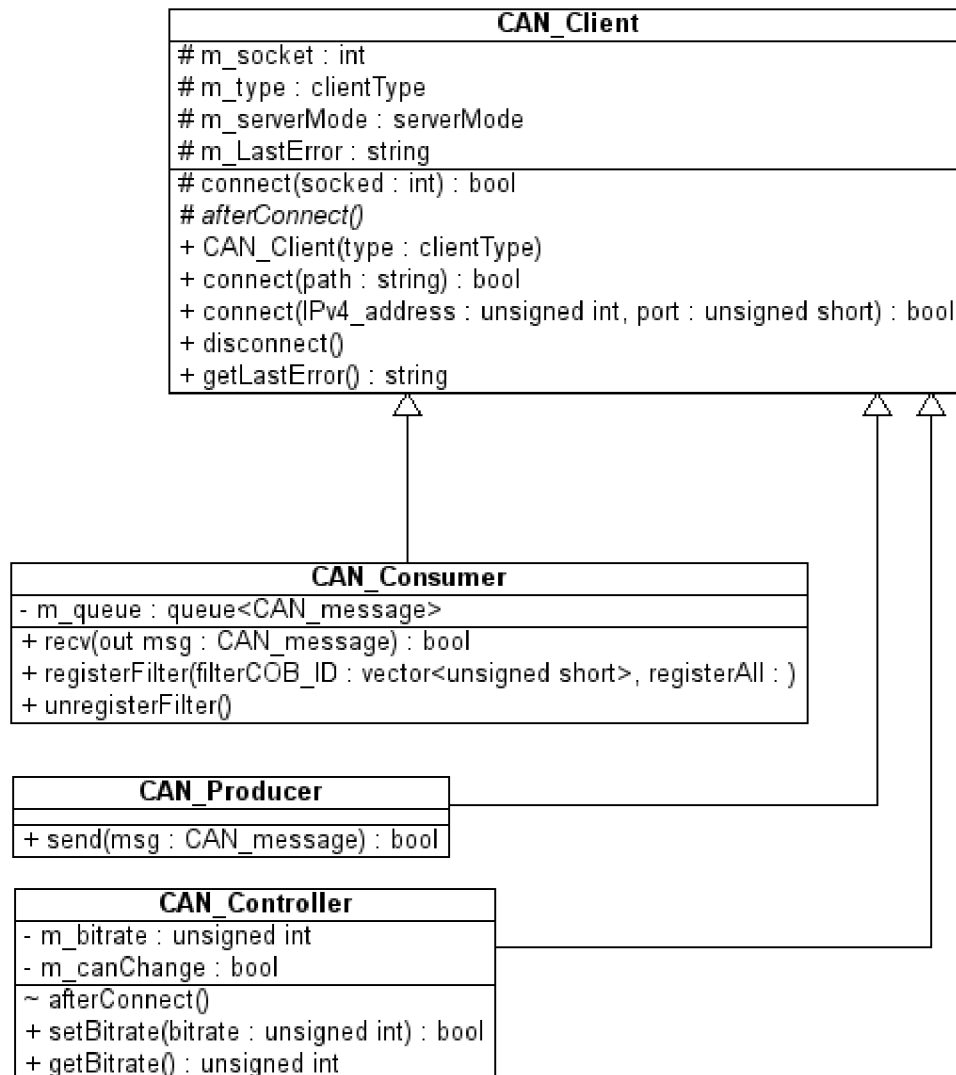 CAN_Client
# m_socket : int
# m_type : clientType
# m_serverMode : serverMode
# m_LastError : string
# connect(socked : int) : bool
# afterConnect()
+ CAN_Client(type : clientType)
+ connect(path : string) : bool
+ connect(IPv4_address : unsigned int, port : unsigned short) : bool
+ disconnect()
+ getLastError() : string
CAN_Consumer
- m_queue : queue<CAN_message>
+ recv(out msg : CAN_message) : bool
+ registerFilter(filterCOB_ID : vector<unsigned short>, registerAll : )
+ unregisterFilter()
CAN_Producer
+ send(msg : CAN_message) : bool
CAN_Controller
- m_bitrate : unsigned int
- m_canChange : bool
~ afterConnect()
+ setBitrate(bitrate : unsigned int) : bool
+ getBitrate() : unsigned int